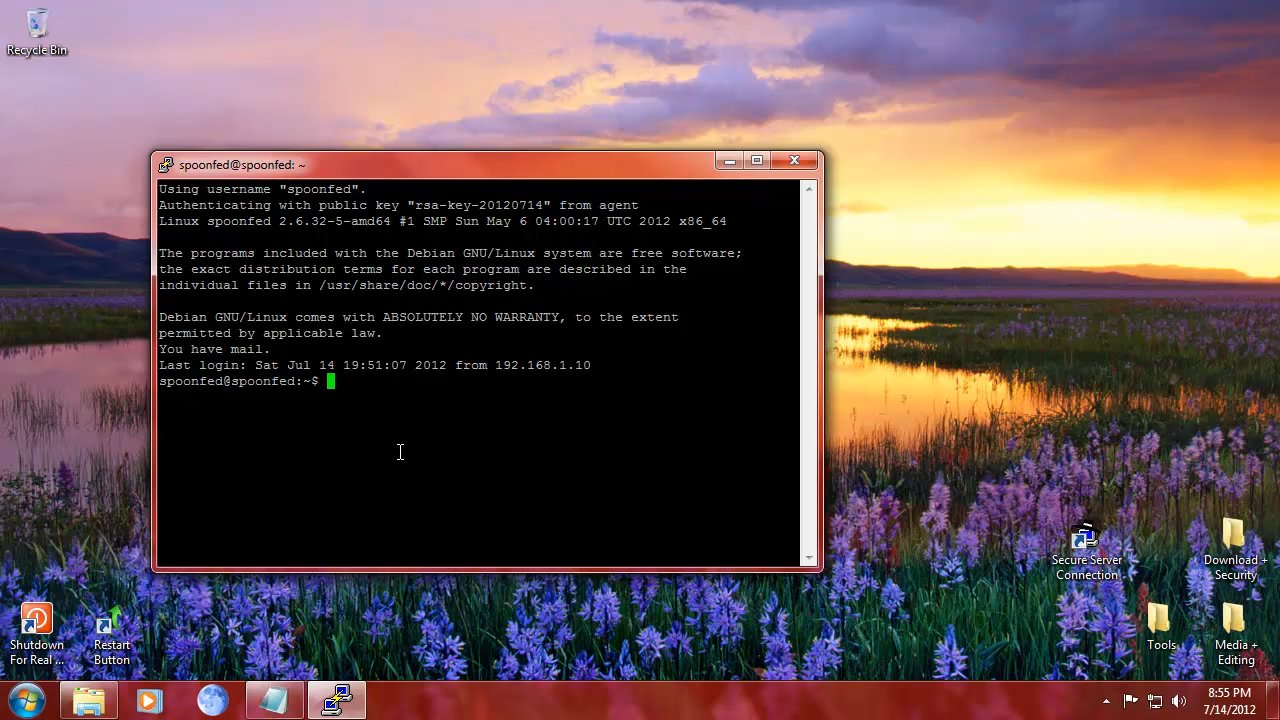 Recycle Bin
spoonfed@spoonfed: ~
Using username "spoonfed".
Authenticating with public key "rsa-key-20120714" from agent
Linux spoonfed 2.6.32-5-amd64 #1 SMP Sun May 6 04:00:17 UTC 2012 x86_64
The programs included with the Debian GNU/Linux system are free software;
the exact distribution terms for each program are described in the
individual files in /usr/share/doc/*/copyright.
Debian GNU/Linux comes with ABSOLUTELY NO WARRANTY, to the extent
permitted by applicable law.
You have mail.
Last login: Sat Jul 14 19:51:07 2012 from 192.168.1.10
spoonfed@spoonfed:~$
Secure Server
Connection
Download +
Security
Shutdown
For Real ...
Restart
Button
Tools
Media +
Editing
8:55 PM
7/14/2012